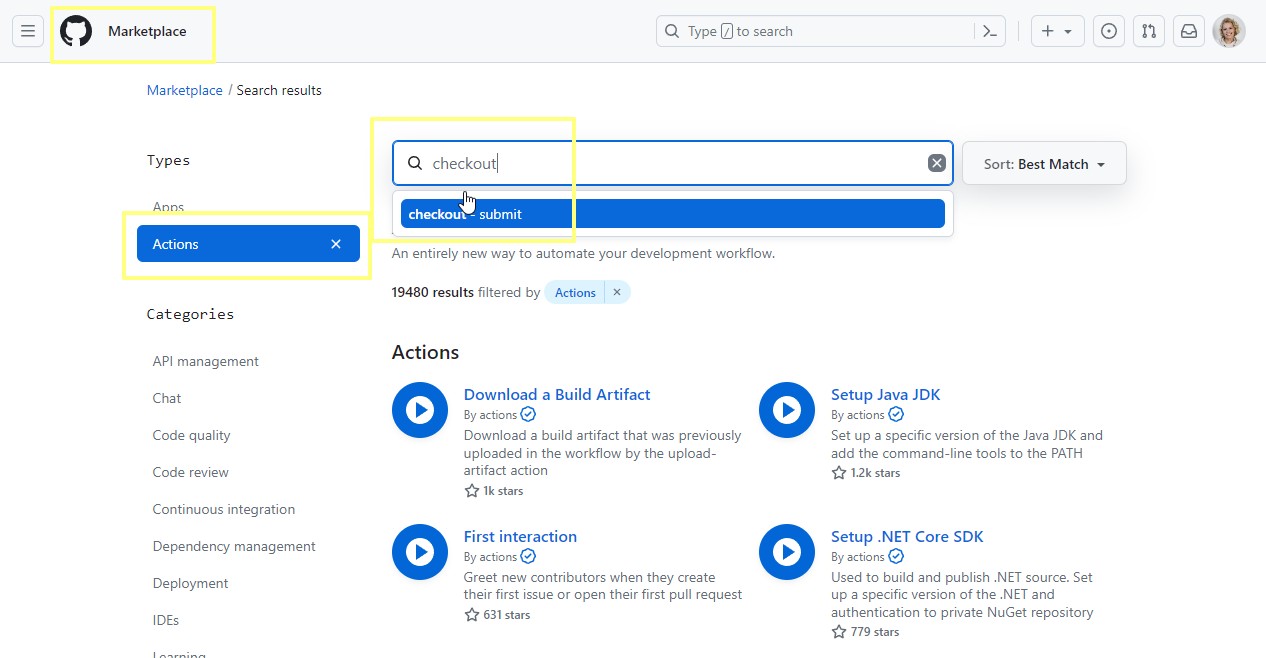 Marketplace
Type / to search
Marketplace / Search results
Types
Apps
Actions
Categories
API management
Chat
Code quality
Code review
Continuous integration
Dependency management
Deployment
IDEs
Learning
checkout
Sort: Best Match
checkout - submit
An entirely new way to automate your development workflow.
19480 results filtered by Actions
Actions
Download a Build Artifact
By actions
Download a build artifact that was previously
uploaded in the workflow by the upload-
artifact action
1k stars
Setup Java JDK
By actions
Set up a specific version of the Java JDK and
add the command-line tools to the PATH
1.2k stars
First interaction
By actions
Greet new contributors when they create
their first issue or open their first pull request
631 stars
Setup .NET Core SDK
By actions
Used to build and publish .NET source. Set
up a specific version of the .NET and
authentication to private NuGet repository
779 stars